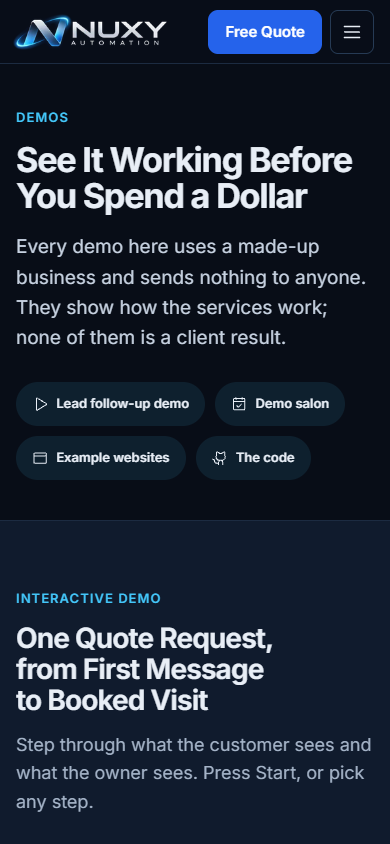 NUXY
AUTOMATION
Free Quote
DEMOS
See It Working Before
You Spend a Dollar
Every demo here uses a made-up
business and sends nothing to anyone.
They show how the services work;
none of them is a client result.
Lead follow-up demo
Demo salon
Example websites
The code
INTERACTIVE DEMO
One Quote Request,
from First Message
to Booked Visit
Step through what the customer sees and
what the owner sees. Press Start, or pick
any step.